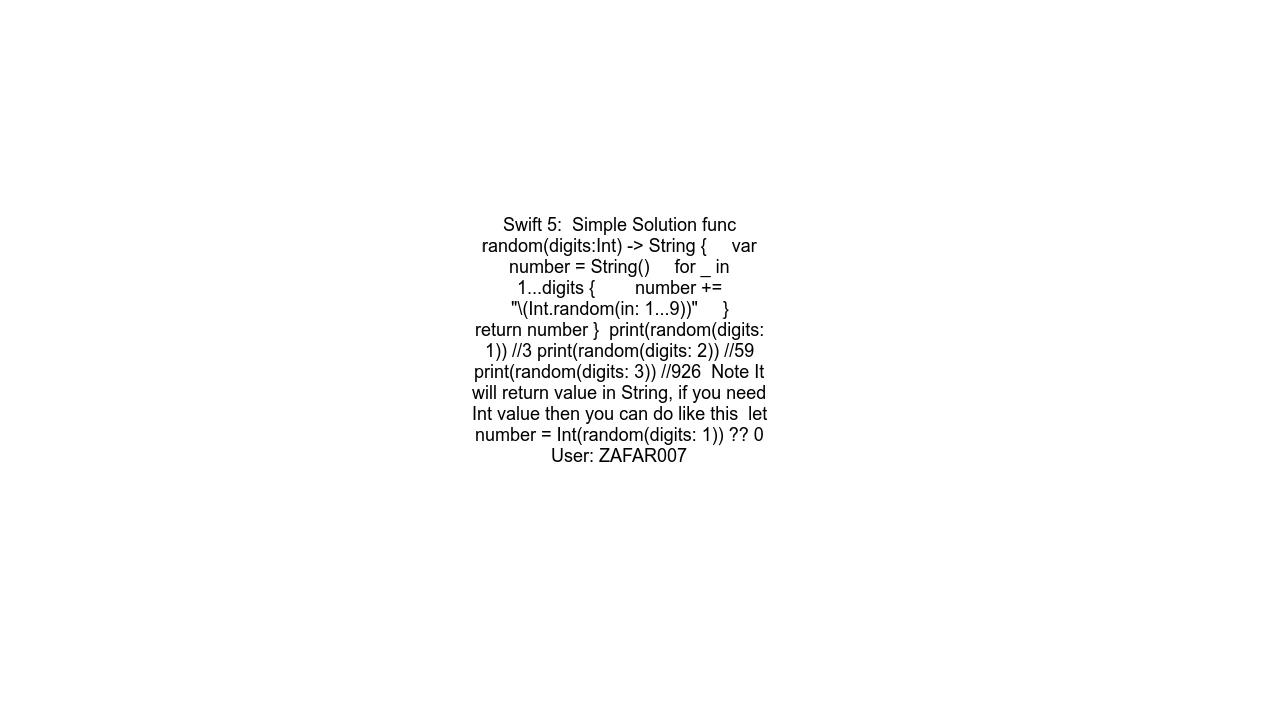 Swift 5:  Simple Solution func
random(digits:Int) -> String {     var
number = String()     for _ in
1...digits {        number +=
"\(Int.random(in: 1...9))"     }
return number }  print(random(digits:
1)) //3 print(random(digits: 2)) //59
print(random(digits: 3)) //926  Note It
will return value in String, if you need
Int value then you can do like this  let
number = Int(random(digits: 1)) ?? 0
User: ZAFAR007